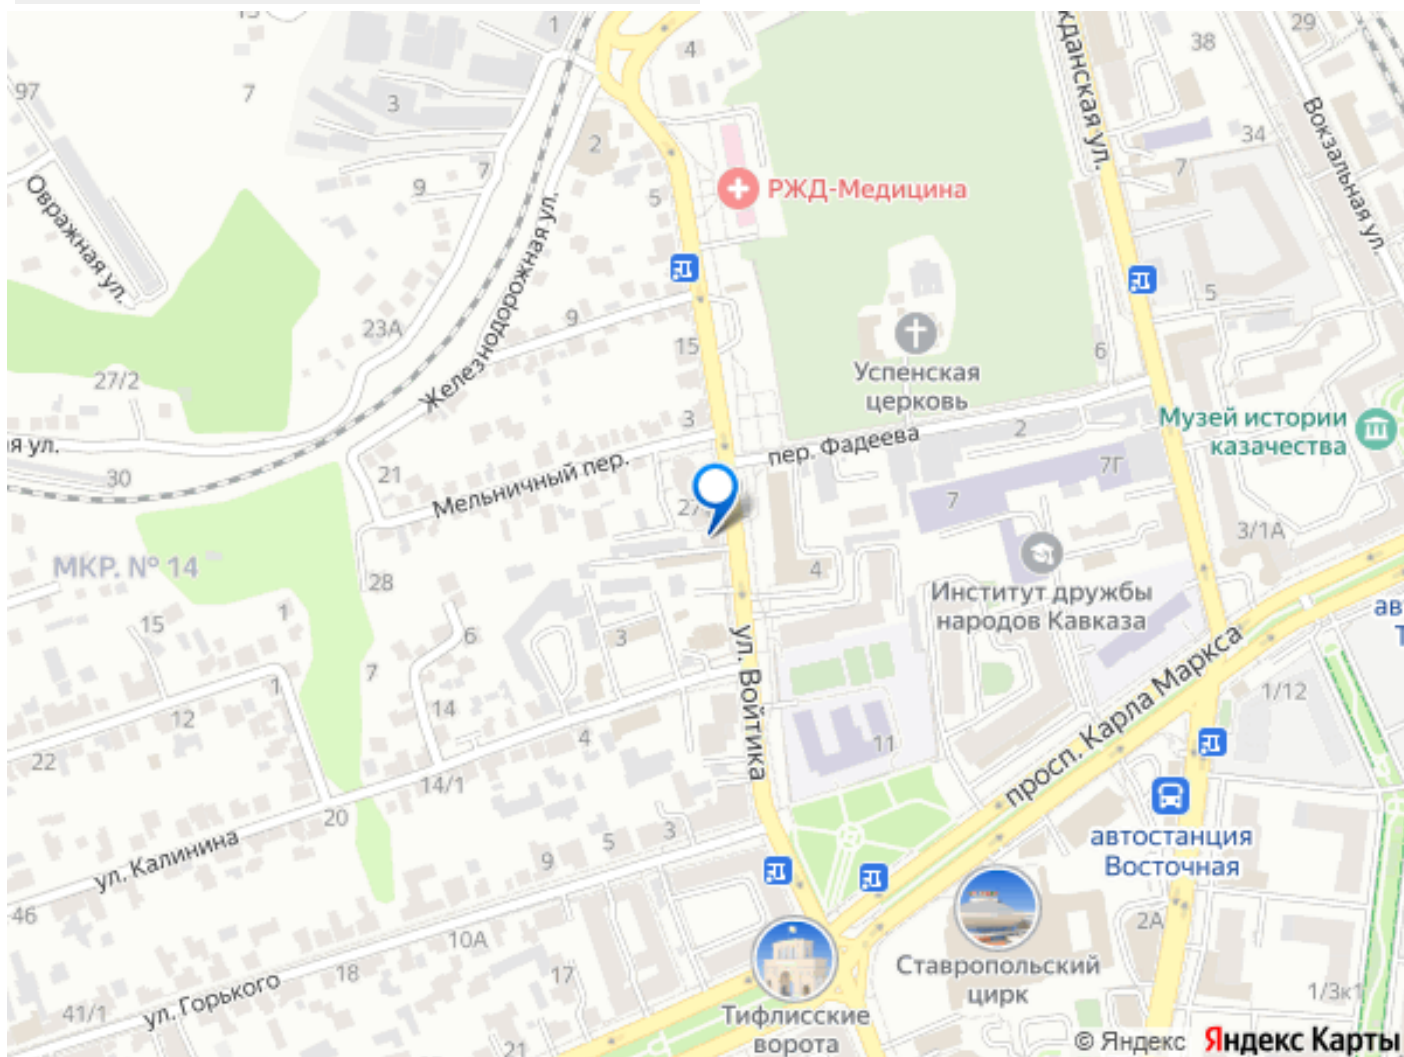 1
4
38
29
97
7
3
ждanская ул.
34
7
2
7
9
5
РЖД-Медицина
Вокзальная ул.
Овражная ул.
Железнодорожная ул.
5
23А
9
15
6
27/2
Успенская
церковь
3
Музей истории
казачества
я ул.
30
21
Мельничный пер.
пер. Фадеева
2
7Г
27
7
3/1А
МКР. № 14
28
4
Институт дружбы
народов Кавказа
ав
Т
15
1
6
3
ул. Войтика
просп. Карла Маркса
7
1
12
14
4
11
1/12
22
14/1
20
ул. Калинина
9
5
3
автостанция
Восточная
46
10А
2А
18
17
Ставропольский
цирк
ул. Горького
41/1
Тифлисские
ворота
21
1/3к1
© Яндекс Яндекс Карты